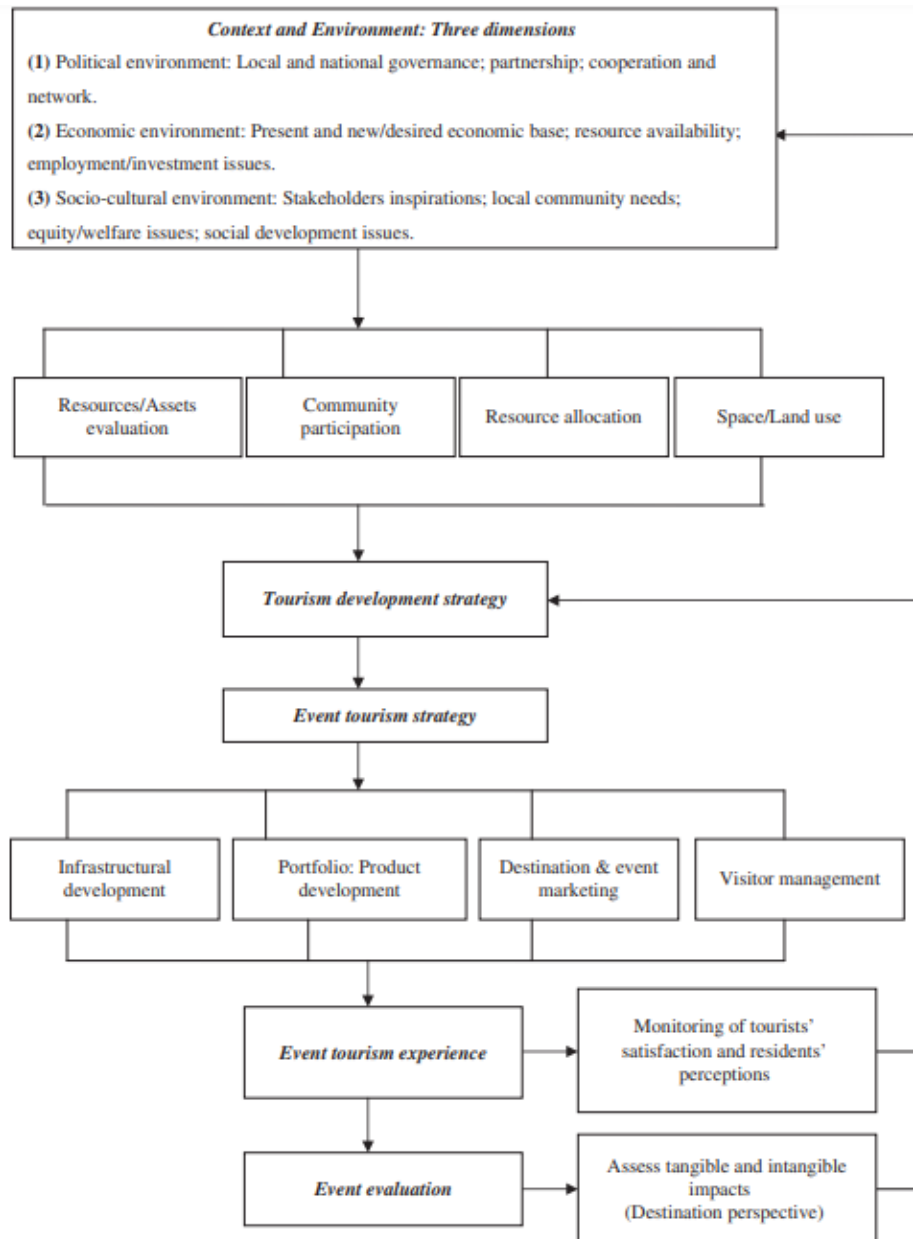 Context and Environment: Three dimensions
(1) Political environment: Local and national governance; partnership; cooperation and
network.
(2) Economic environment: Present and new/desired economic base; resource availability;
employment/investment issues.
(3) Socio-cultural environment: Stakeholders inspirations; local community needs;
equity/welfare issues; social development issues.
Resources/Assets
evaluation
Community
participation
Resource allocation
Space/Land use
Tourism development strategy
Event tourism strategy
Infrastructural
development
Portfolio: Product
development
Destination & event
marketing
Visitor management
Event tourism experience
Monitoring of tourists'
satisfaction and residents'
perceptions
Event evaluation
Assess tangible and intangible
impacts
(Destination perspective)